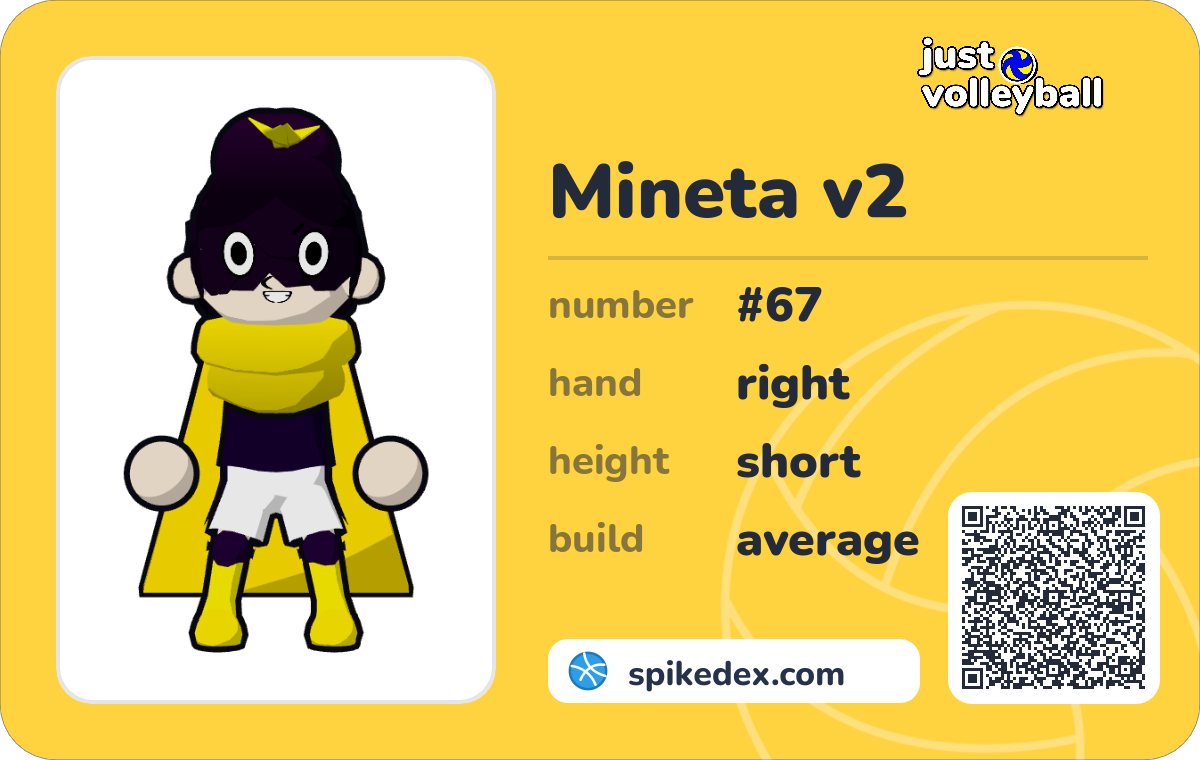 just
volleyball
Mineta v2
number #67
hand right
height short
build average
spikedex.com